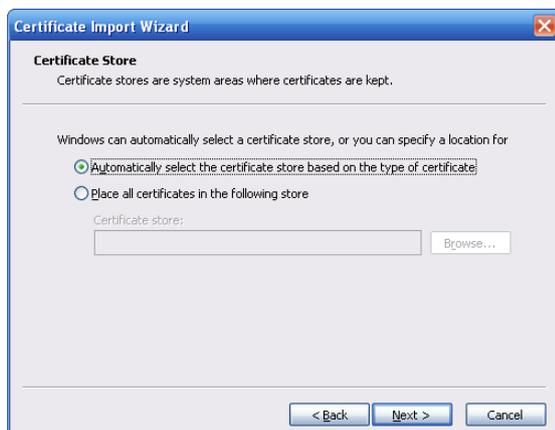 Certificate Import Wizard
Certificate Store
Certificate stores are system areas where certificates are kept.
Windows can automatically select a certificate store, or you can specify a location for
Automatically select the certificate store based on the type of certificate
Place all certificates in the following store
Certificate store:
Browse...
< Back
Next >
Cancel